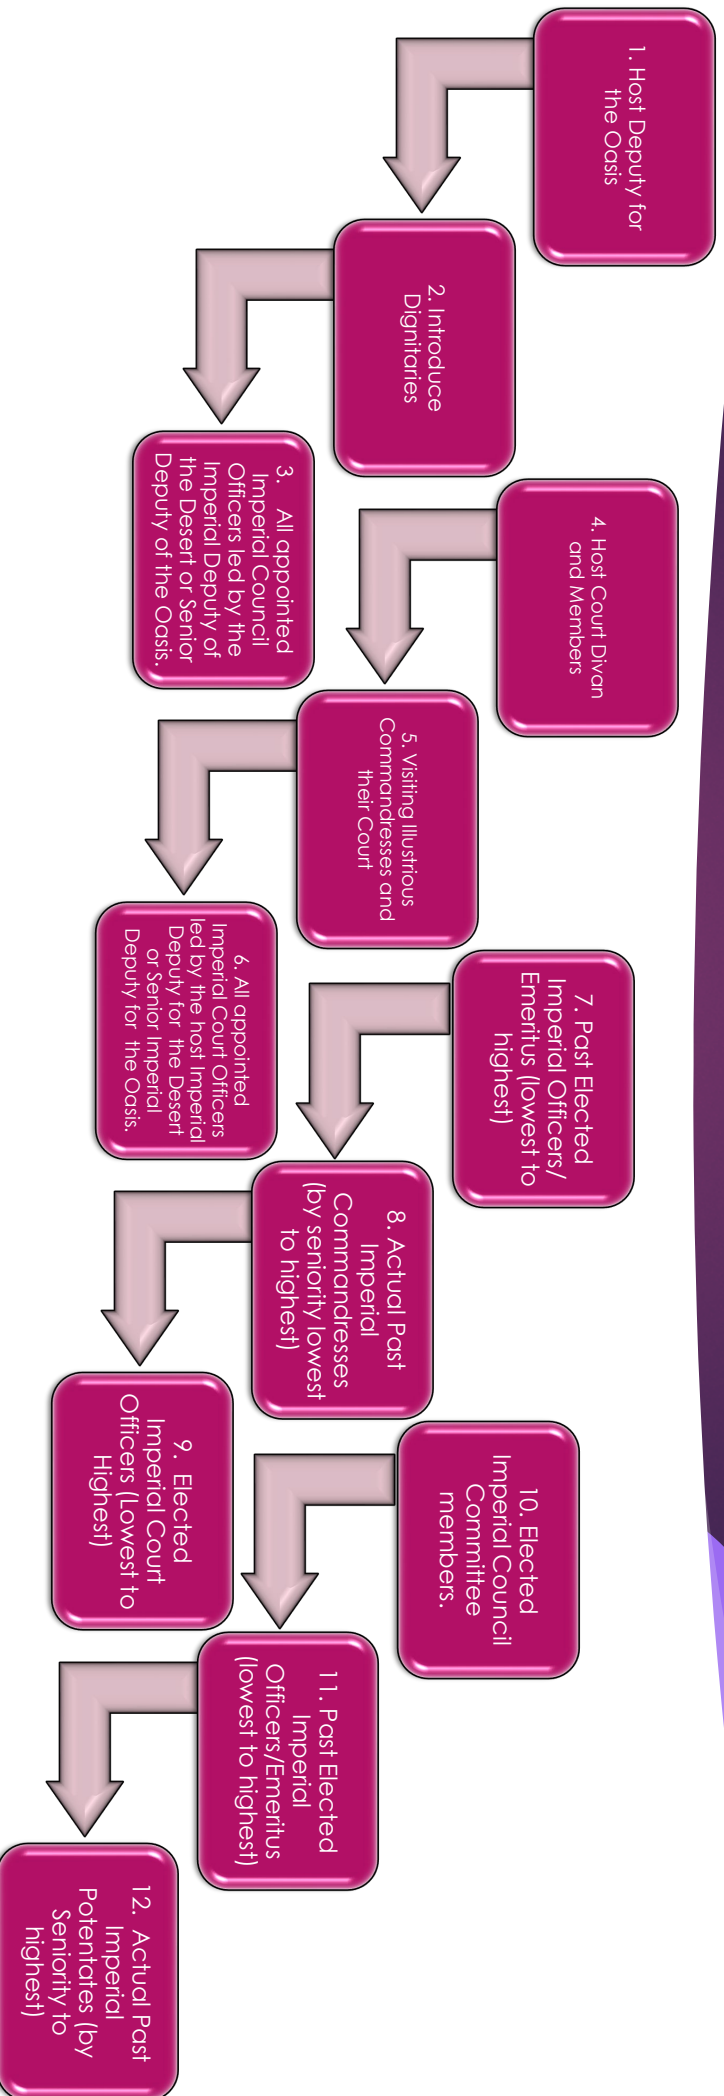 1. Host Deputy for
the Oasis
2. Introduce
Dignitaries
3. All appointed
Imperial Council
Officers led by the
Imperial Deputy of
the Desert or Senior
Deputy of the Oasis.
4. Host Court Divan
and Members
5. Visiting Illustrious
Commandresses and
their Court
6. All appointed
Imperial Court Officers
led by the host Imperial
Deputy for the Desert
or Senior Imperial
Deputy for the Oasis.
7. Past Elected
Imperial Officers/
Emeritus (lowest to
highest)
8. Actual Past
Imperial
Commandresses
(by seniority lowest
to highest)
9. Elected
Imperial Court
Officers (Lowest to
Highest)
10. Elected
Imperial Council
Committee
members.
11. Past Elected
Imperial
Officers/Emeritus
(lowest to highest)
12. Actual Past
Imperial
Potentates (by
Seniority to
highest)